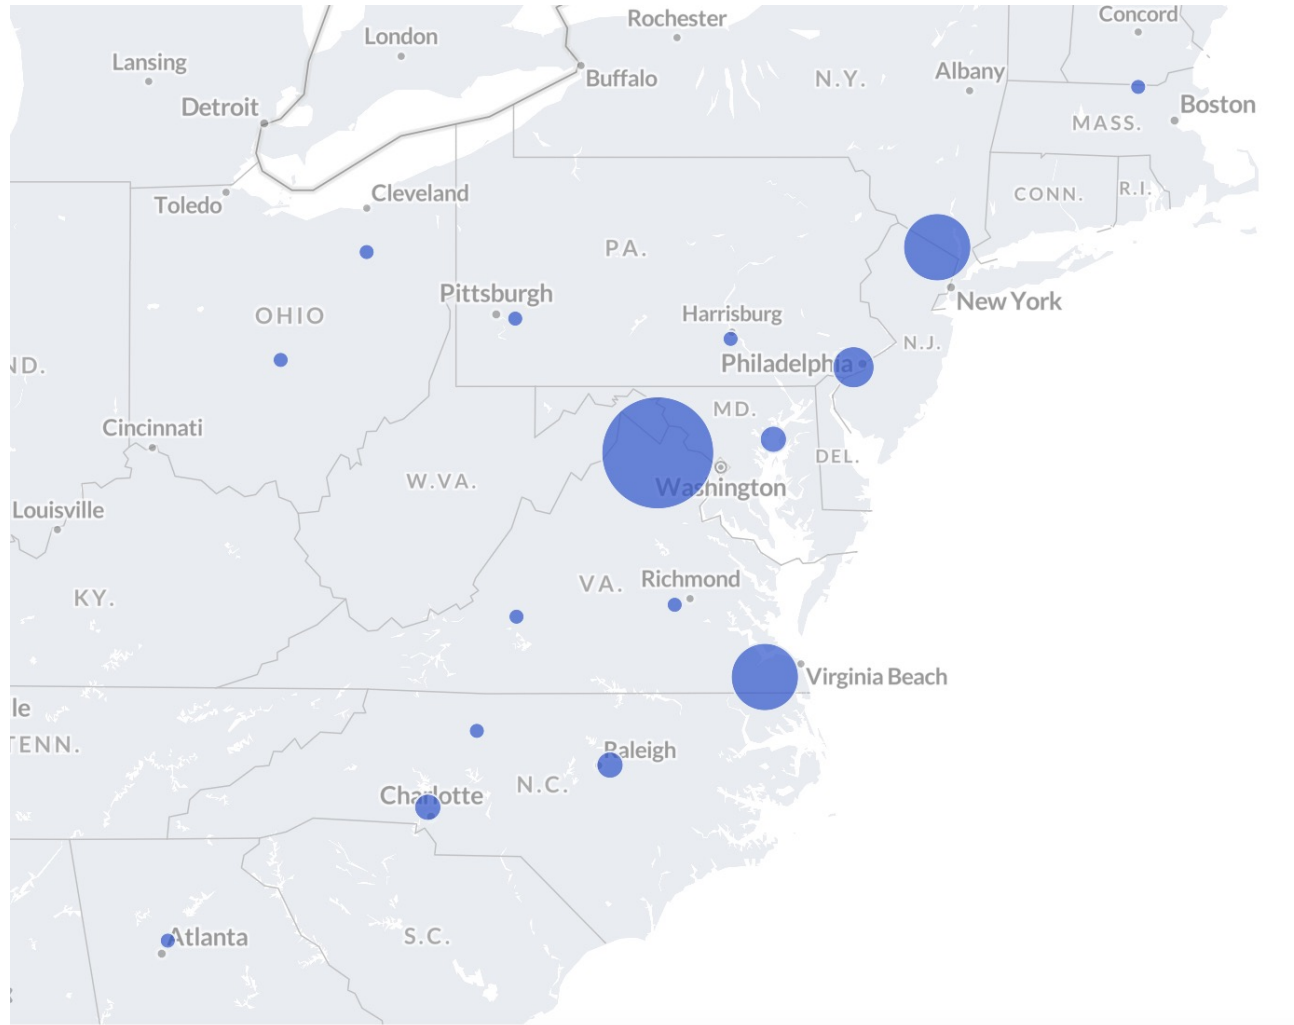 Concord
Rochester
London
Lansing
Albany
Buffalo
N.Y.
Boston
Detroit
MASS.
Cleveland
R.I.
CONN.
Toledo
PA.
Pittsburgh
New York
Harrisburg
OHIO
N.J.
Philadelphia
ND.
MD.
Cincinnati
DEL.
W.VA.
Washington
Louisville
Richmond
VA.
KY.
Virginia Beach
le
TENN.
Raleigh
N.C.
Charlotte
Atlanta
S.C.